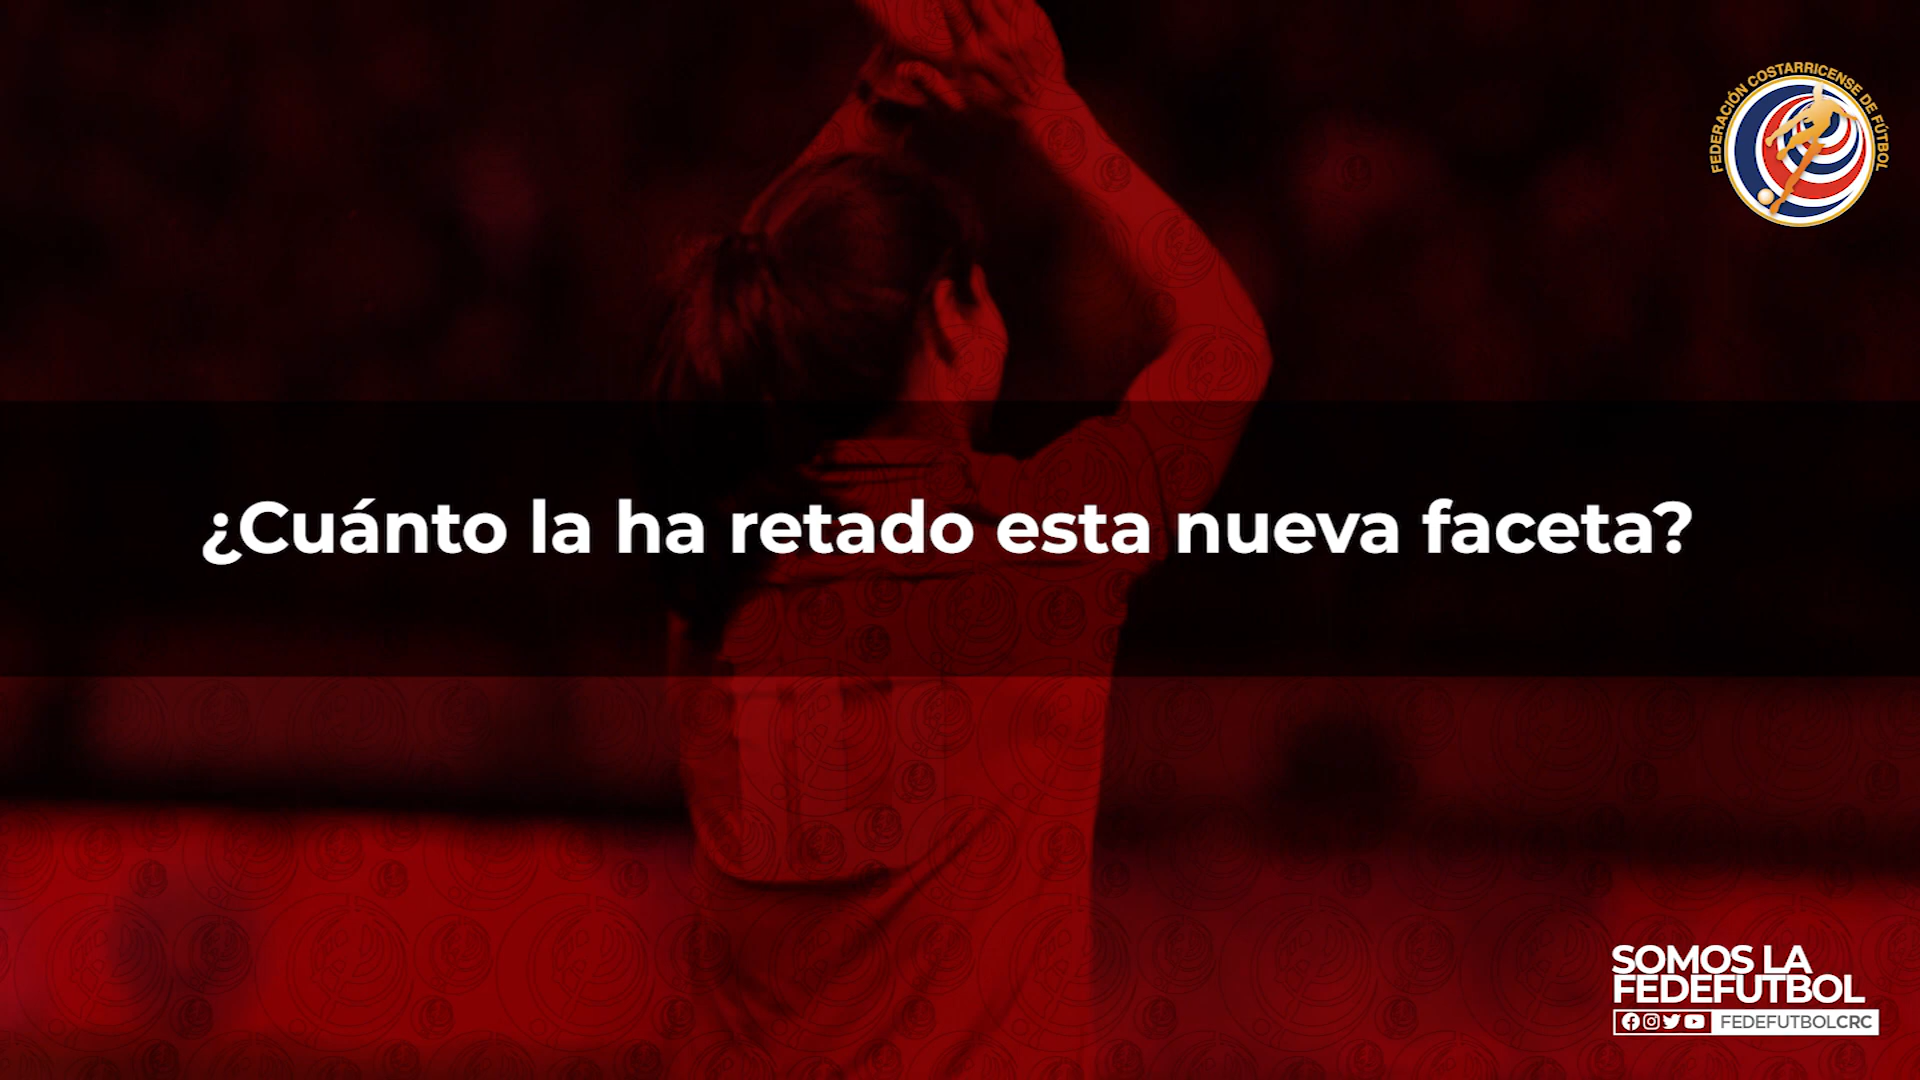 FEDERACIÓN COSTARRICENSE DE FÚTBOL
¿Cuánto la ha retado esta nueva faceta?
SOMOS LA
FEDEFUTBOL
FEDEFUTBOLCRC